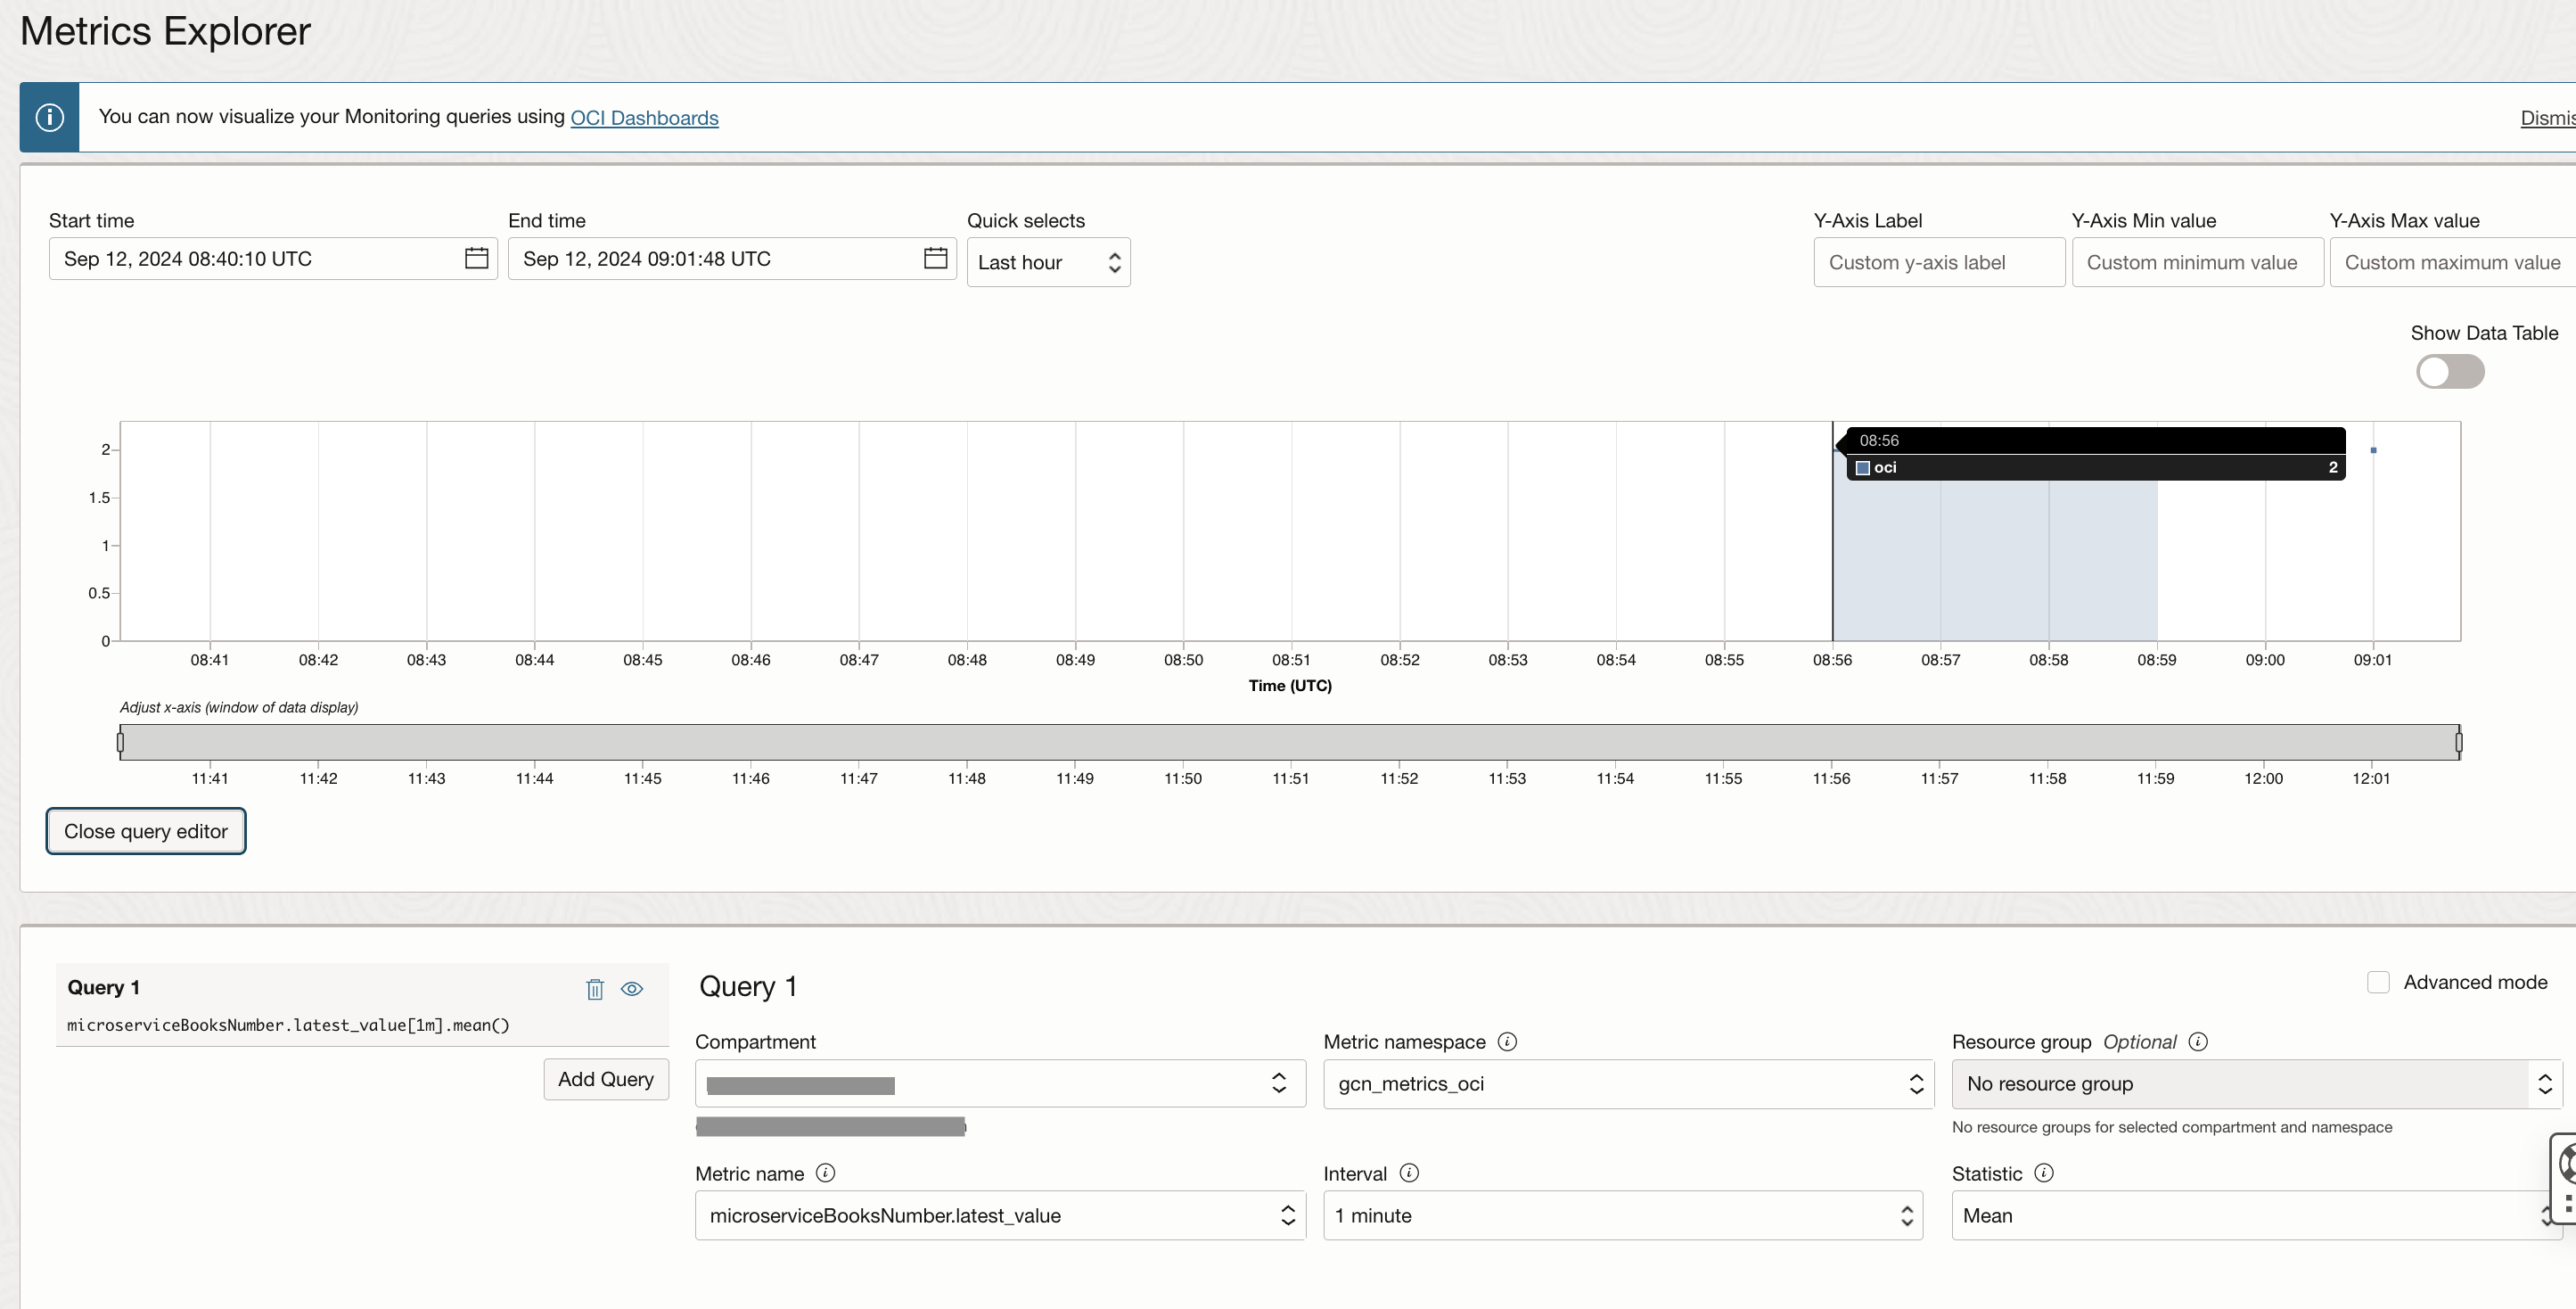 Metrics Explorer
You can now visualize your Monitoring queries using OCI Dashboards
Dismis
Start time
End time
Quick selects
Y-Axis Label
Y-Axis Min value
Y-Axis Max value
Sep 12, 2024 08:40:10 UTC
Sep 12, 2024 09:01:48 UTC
Last hour
Custom y-axis label
Custom minimum value
Custom maximum value
Show Data Table
08:56
oci 2
2
1.5
1
0.5
0
08:41 08:42 08:43 08:44 08:45 08:46 08:47 08:48 08:49 08:50 08:51 08:52 08:53 08:54 08:55 08:56 08:57 08:58 08:59 09:00 09:01
Time (UTC)
Adjust x-axis (window of data display)
11:41 11:42 11:43 11:44 11:45 11:46 11:47 11:48 11:49 11:50 11:51 11:52 11:53 11:54 11:55 11:56 11:57 11:58 11:59 12:00 12:01
Close query editor
Query 1
microserviceBooksNumber.latest_value[1m].mean()
Add Query
Query 1
Advanced mode
Compartment
Metric namespace
gcn_metrics_oci
Resource group Optional
No resource group
No resource groups for selected compartment and namespace
Metric name
microserviceBooksNumber.latest_value
Interval
1 minute
Statistic
Mean